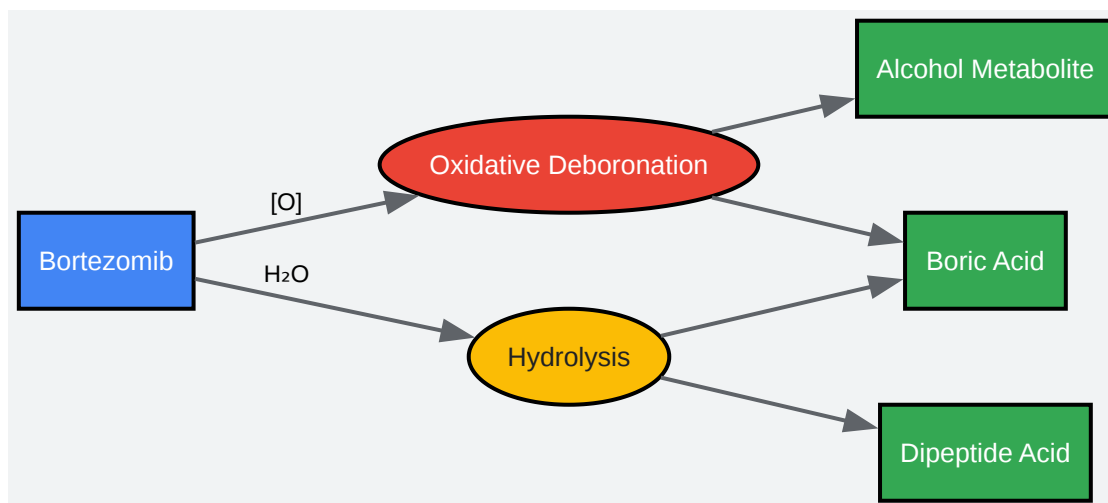 Alcohol Metabolite
Oxidative Deboronation
[O]
Bortezomib
Boric Acid
H₂O
Hydrolysis
Dipeptide Acid